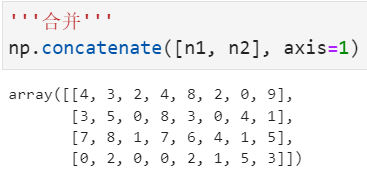 '''合并'''
np.concatenate([n1, n2], axis=1)
array([[4, 3, 2, 4, 8, 2, 0, 9],
       [3, 5, 0, 8, 3, 0, 4, 1],
       [7, 8, 1, 7, 6, 4, 1, 5],
       [0, 2, 0, 0, 2, 1, 5, 3]])